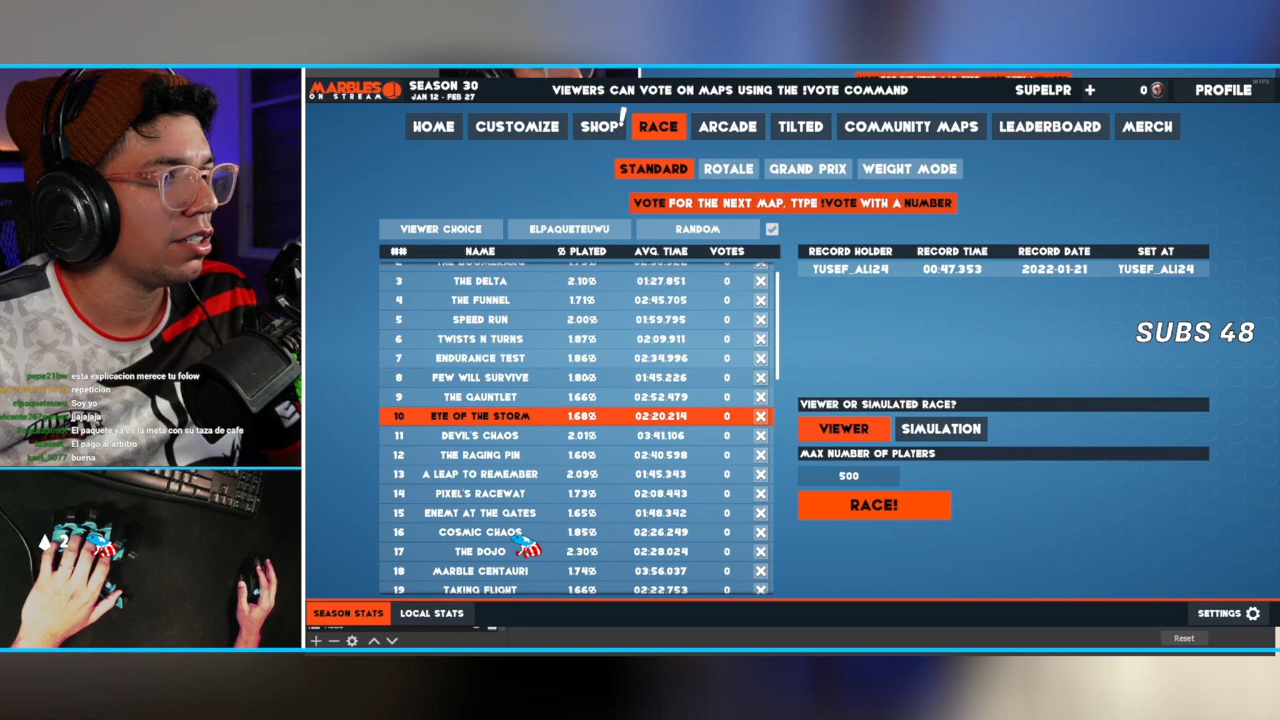 MARBLES
ON STREAM
SEASON 30
JAN 12 - FEB 27
VIEWERS CAN VOTE ON MAPS USING THE !VOTE COMMAND
SUPELPR +
0
PROFILE
HOME CUSTOMIZE SHOP! RACE ARCADE TILTED COMMUNITY MAPS LEADERBOARD MERCH
STANDARD ROYALE GRAND PRIX WEIGHT MODE
VOTE FOR THE NEXT MAP, TYPE !VOTE WITH A NUMBER
VIEWER CHOICE ELPAQUETEUWU RANDOM
## NAME % PLAYED AVG. TIME VOTES
3 THE DELTA 2.10% 01:27.851 0
4 THE FUNNEL 1.71% 02:45.705 0
5 SPEED RUN 2.00% 01:59.795 0
6 TWISTS N TURNS 1.87% 02:09.911 0
7 ENDURANCE TEST 1.86% 02:34.996 0
8 FEW WILL SURVIVE 1.80% 01:45.226 0
9 THE GAUNTLET 1.66% 02:52.479 0
10 EYE OF THE STORM 1.68% 02:20.214 0
11 DEVIL'S CHAOS 2.01% 03:41.106 0
12 THE RAGING PIN 1.60% 02:40.598 0
13 A LEAP TO REMEMBER 2.09% 01:45.343 0
14 PIXEL'S RACEWAY 1.73% 02:08.443 0
15 ENEMY AT THE GATES 1.65% 01:48.342 0
16 COSMIC CHAOS 1.85% 02:26.249 0
17 THE DOJO 2.30% 02:28.024 0
18 MARBLE CENTAURI 1.74% 03:56.037 0
19 TAKING FLIGHT 1.66% 02:22.753 0
RECORD HOLDER RECORD TIME RECORD DATE SET AT
YUSEF_ALI24 00:47.353 2022-01-21 YUSEF_ALI24
SUBS 48
VIEWER OR SIMULATED RACE?
VIEWER SIMULATION
MAX NUMBER OF PLAYERS
500
RACE!
SEASON STATS LOCAL STATS
SETTINGS
Reset
pepe21bw esta explicacion merece tu folow
repeticion
elpaqueteuwu Soy yo
jjajajaja
El paquete ya en la meta con su taza de cafe
El pago al arbitro
buena
2